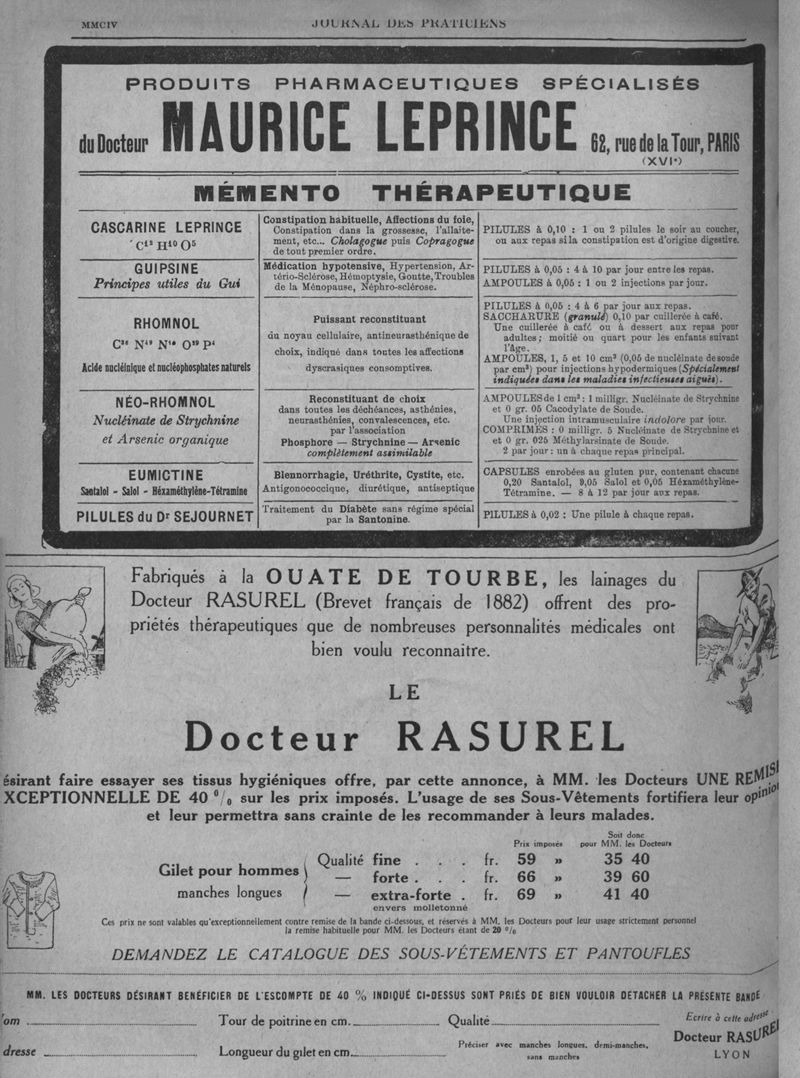 MMCIV
JOURNAL DES PRATICIENS
PRODUITS PHARMACEUTIQUES SPÉCIALISÉS
du Docteur MAURICE LEPRINCE 62, rue de la Tour, PARIS
(XVIe)
MÉMENTO THÉRAPEUTIQUE
CASCARINE LEPRINCE
C12 H10 O5
Constipation habituelle, Affections du foie,
Constipation dans la grossesse, l'allaite-
ment, etc... Cholagogue puis Copragogue
de tout premier ordre.
PILULES à 0,10 : 1 ou 2 pilules le soir au coucher,
ou aux repas si la constipation est d'origine digestive.
GUIPSINE
Principes utiles du Gui
Médication hypotensive, Hypertension, Ar-
tério-Sclérose, Hémoptysie, Goutte, Troubles
de la Ménopause, Néphro-sclérose.
PILULES à 0,05 : 4 à 10 par jour entre les repas.
AMPOULES à 0,05 : 1 ou 2 injections par jour.
RHOMNOL
Acide nucléinique et nucléophosphates naturels
Puissant reconstituant
du noyau cellulaire, antineurasthénique de
choix, indiqué dans toutes les affections
dyscrasiques consomptives.
PILULES à 0,05 : 4 à 6 par jour aux repas.
SACCHARURE (granulé) 0,10 par cuillerée à café.
Une cuillerée à café ou à dessert aux repas pour
adultes ; moitié ou quart pour les enfants suivant
l'âge.
AMPOULES, 1, 5 et 10 cm3 (0,05 de nucléinate de soude
par cm3) pour injections hypodermiques (Spécialement
indiquées dans les maladies infectieuses aiguës).
NÉO-RHOMNOL
Nucléinate de Strychnine
et Arsenic organique
Reconstituant de choix
dans toutes les déchéances, asthénies,
neurasthénies, convalescences, etc.
par l'association
Phosphore — Strychnine — Arsenic
complètement assimilable
AMPOULES de 1 cm3 : 1 milligr. Nucléinate de Strychnine
et 0 gr. 05 Cacodylate de Soude.
Une injection intramusculaire indolore par jour.
COMPRIMÉS : 0 milligr. 5 Nucléinate de Strychnine et
et 0 gr. 025 Méthylarsinate de Soude.
2 par jour : un à chaque repas principal.
EUMICTINE
Santalol - Salol - Héxaméthylène-Tétramine
Blennorrhagie, Uréthrite, Cystite, etc.
Antigonococcique, diurétique, antiseptique
CAPSULES enrobées au gluten pur, contenant chacune
0,20 Santalol, 0,05 Salol et 0,05 Héxaméthylène-
Tétramine. — 8 à 12 par jour aux repas.
PILULES du Dr SEJOURNET
Traitement du Diabète sans régime spécial
par la Santonine.
PILULES à 0,02 : Une pilule à chaque repas.
Fabriqués à la OUATE DE TOURBE, les lainages du
Docteur RASUREL (Brevet français de 1882) offrent des pro-
priétés thérapeutiques que de nombreuses personnalités médicales ont
bien voulu reconnaitre.
LE
Docteur RASUREL
ésirant faire essayer ses tissus hygiéniques offre, par cette annonce, à MM. les Docteurs UNE REMISE
XCEPTIONNELLE DE 40 % sur les prix imposés. L'usage de ses Sous-Vêtements fortifiera leur opinion
et leur permettra sans crainte de les recommander à leurs malades.
Prix imposés
Soit donc
pour MM. les Docteurs
Gilet pour hommes
manches longues
Qualité fine . . . fr. 59 » 35 40
— forte . . . fr. 66 » 39 60
— extra-forte . fr. 69 » 41 40
envers molletonné
Ces prix ne sont valables qu'exceptionnellement contre remise de la bande ci-dessous, et réservés à MM. les Docteurs pour leur usage strictement personnel
la remise habituelle pour MM. les Docteurs étant de 20 %
DEMANDEZ LE CATALOGUE DES SOUS-VÊTEMENTS ET PANTOUFLES
MM. LES DOCTEURS DÉSIRANT BENÉFICIER DE L'ESCOMPTE DE 40 % INDIQUÉ CI-DESSUS SONT PRIÉS DE BIEN VOULOIR DETACHER LA PRÉSENTE BANDE
om
Tour de poitrine en cm.
Qualité
Ecrire à cette adresse
Docteur RASUREL
LYON
dresse
Longueur du gilet en cm.
Préciser avec manches longues, demi-manches,
sans manches